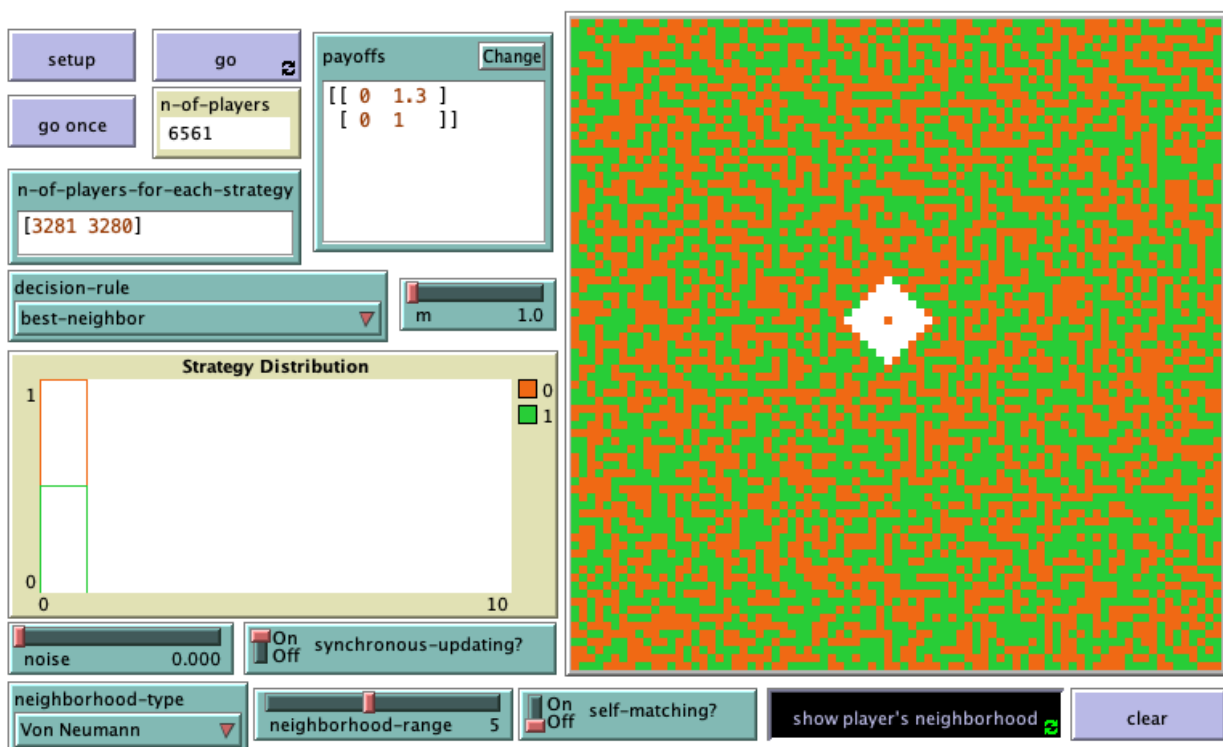 setup
go
go once
n-of-players
6561
payoffs
Change
[[ 0 1.3 ]
[ 0 1 ]]
n-of-players-for-each-strategy
[3281 3280]
decision-rule
best-neighbor
m 1.0
Strategy Distribution
1
0
0
10
0
1
noise 0.000
On
Off
synchronous-updating?
neighborhood-type
Von Neumann
neighborhood-range 5
On
Off
self-matching?
show player's neighborhood
clear